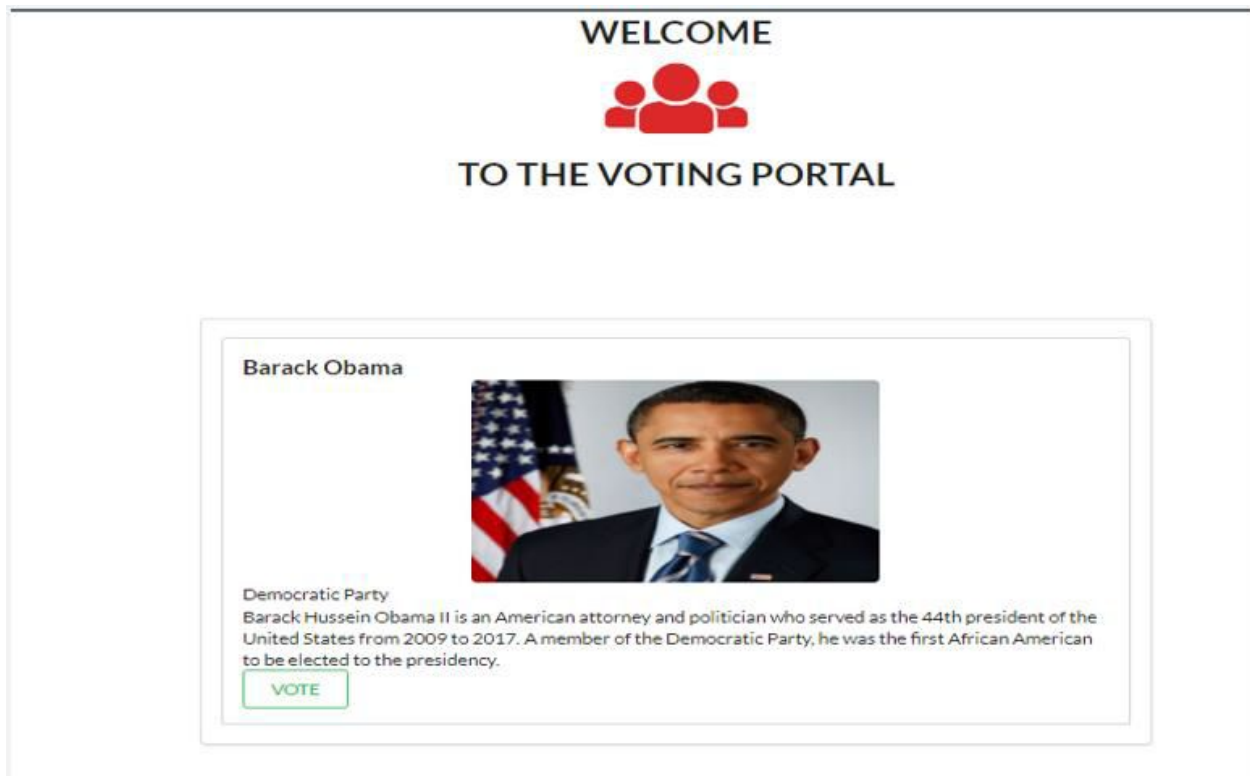 WELCOME
TO THE VOTING PORTAL
Barack Obama
Democratic Party
Barack Hussein Obama II is an American attorney and politician who served as the 44th president of the
United States from 2009 to 2017. A member of the Democratic Party, he was the first African American
to be elected to the presidency.
VOTE